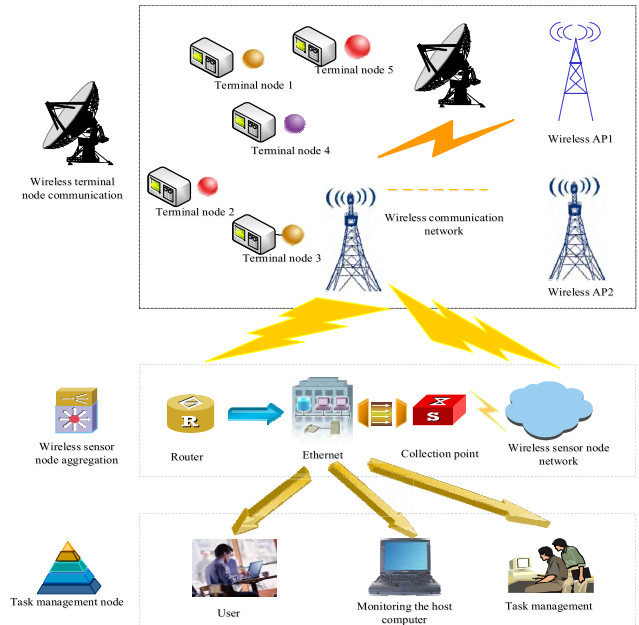 Terminal node 1
Terminal node 5
Terminal node 4
Wireless AP1
Wireless terminal
node communication
Terminal node 2
Wireless communication
network
Terminal node 3
Wireless AP2
Wireless sensor
node aggregation
R
S
Router
Ethernet
Collection point
Wireless sensor node
network
Task management node
User
Monitoring the host
computer
Task management